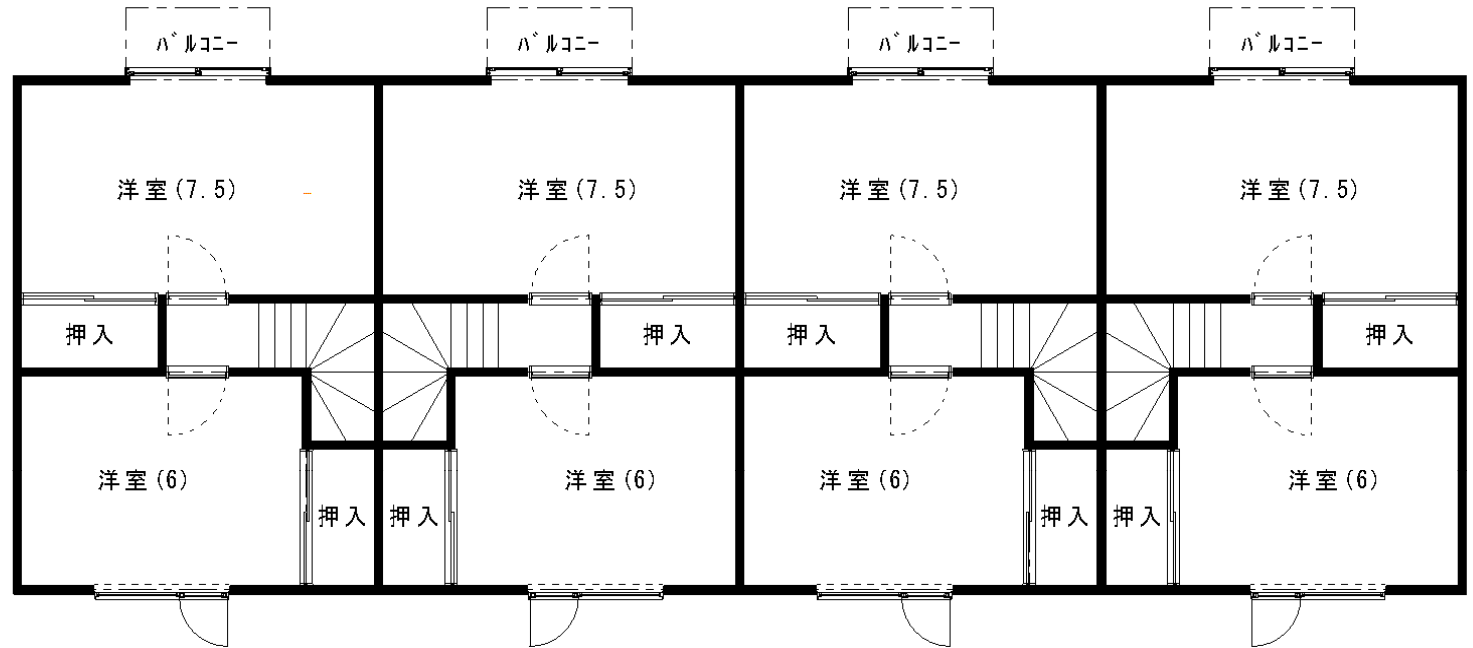 バルコニー バルコニー バルコニー バルコニー
洋室(7.5) 洋室(7.5) 洋室(7.5) 洋室(7.5)
押入 押入 押入 押入
洋室(6) 洋室(6) 洋室(6) 洋室(6)
押入 押入 押入 押入